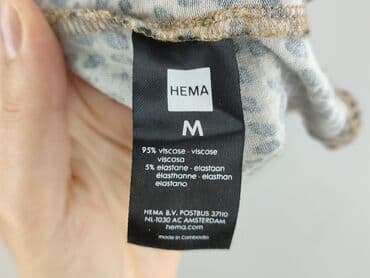 HEMA
M
95% viscose - viscose
viscosa
5% elastane - elastaan
élasthanne - elasthan
elastano
HEMA B.V. POSTBUS 37110
NL-1030 AC AMSTERDAM
hema.com
made in Cambodia